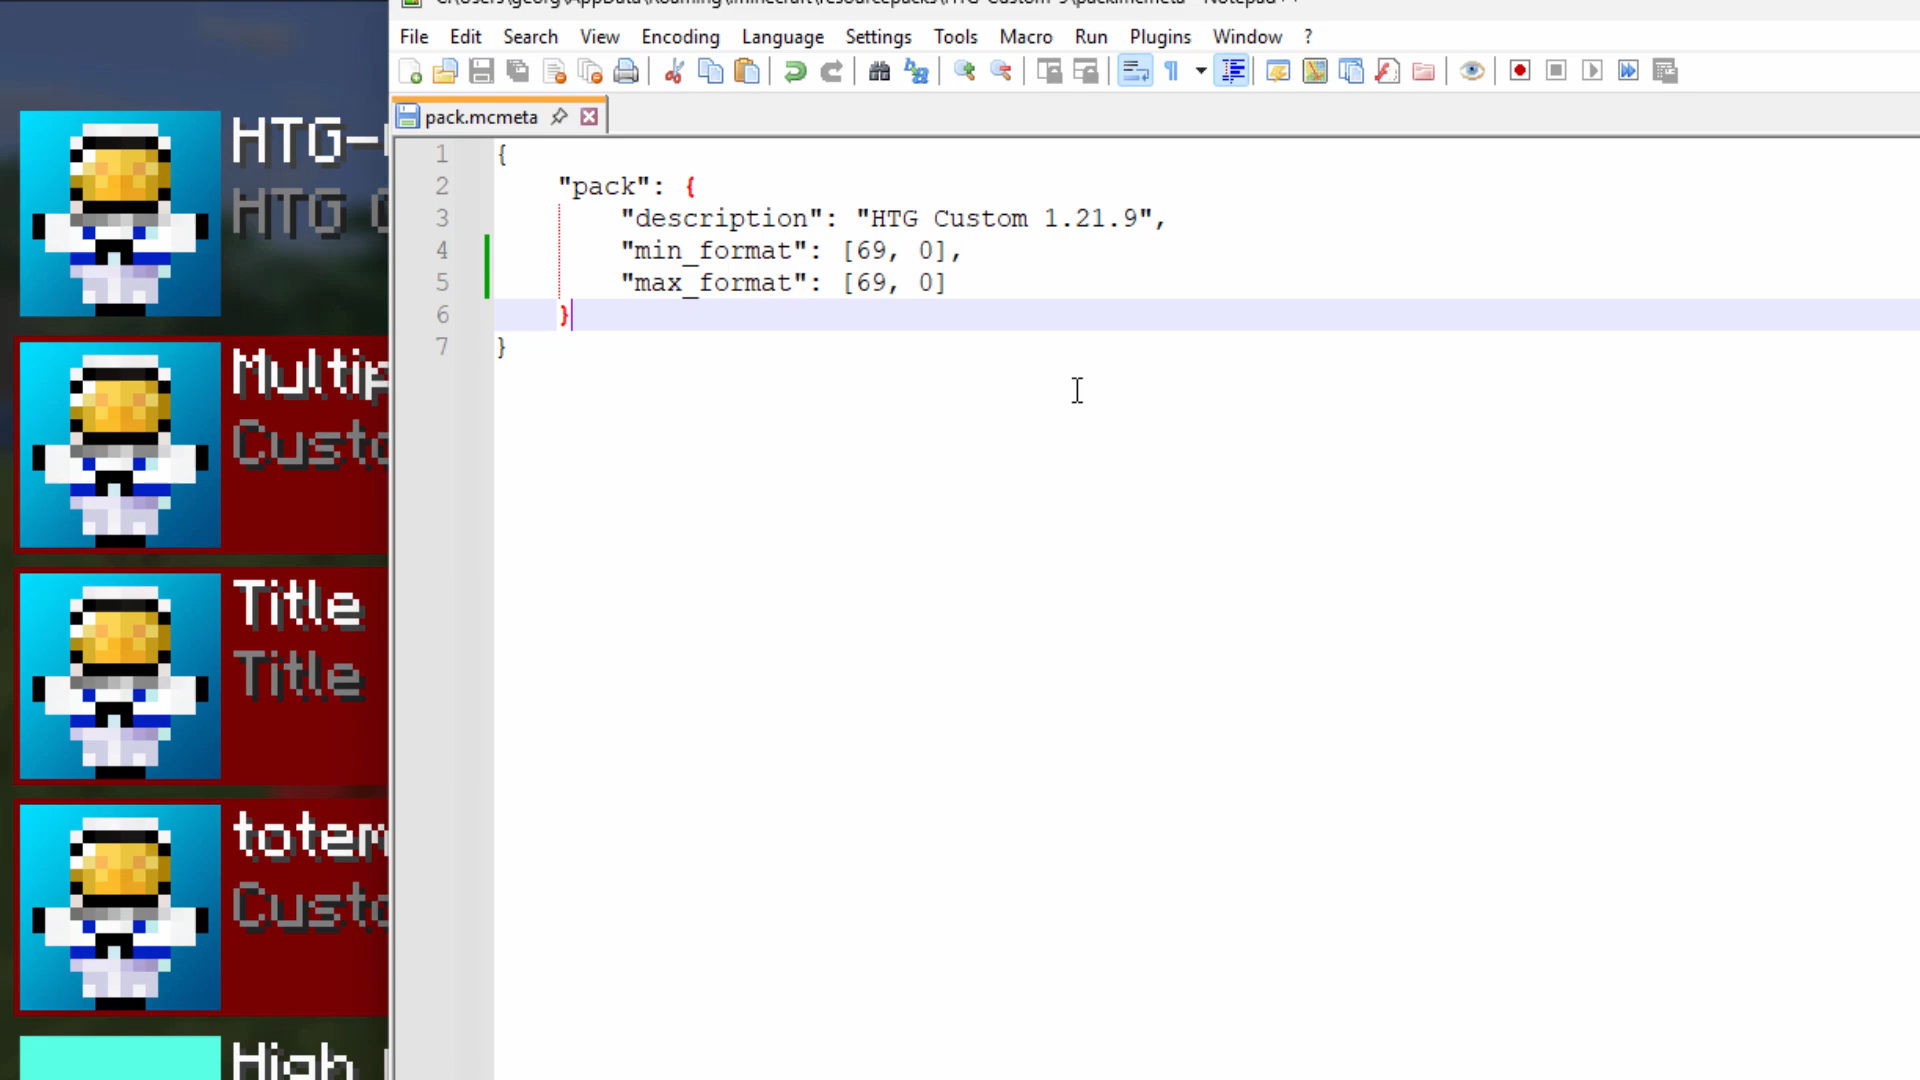 File Edit Search View Encoding Language Settings Tools Macro Run Plugins Window ?
pack.mcmeta
1 {
2 "pack": {
3 "description": "HTG Custom 1.21.9",
4 "min_format": [69, 0],
5 "max_format": [69, 0]
6 }
7 }
HTG-
HTG
Multip
Custo
Title
Title
totem
Custo
High